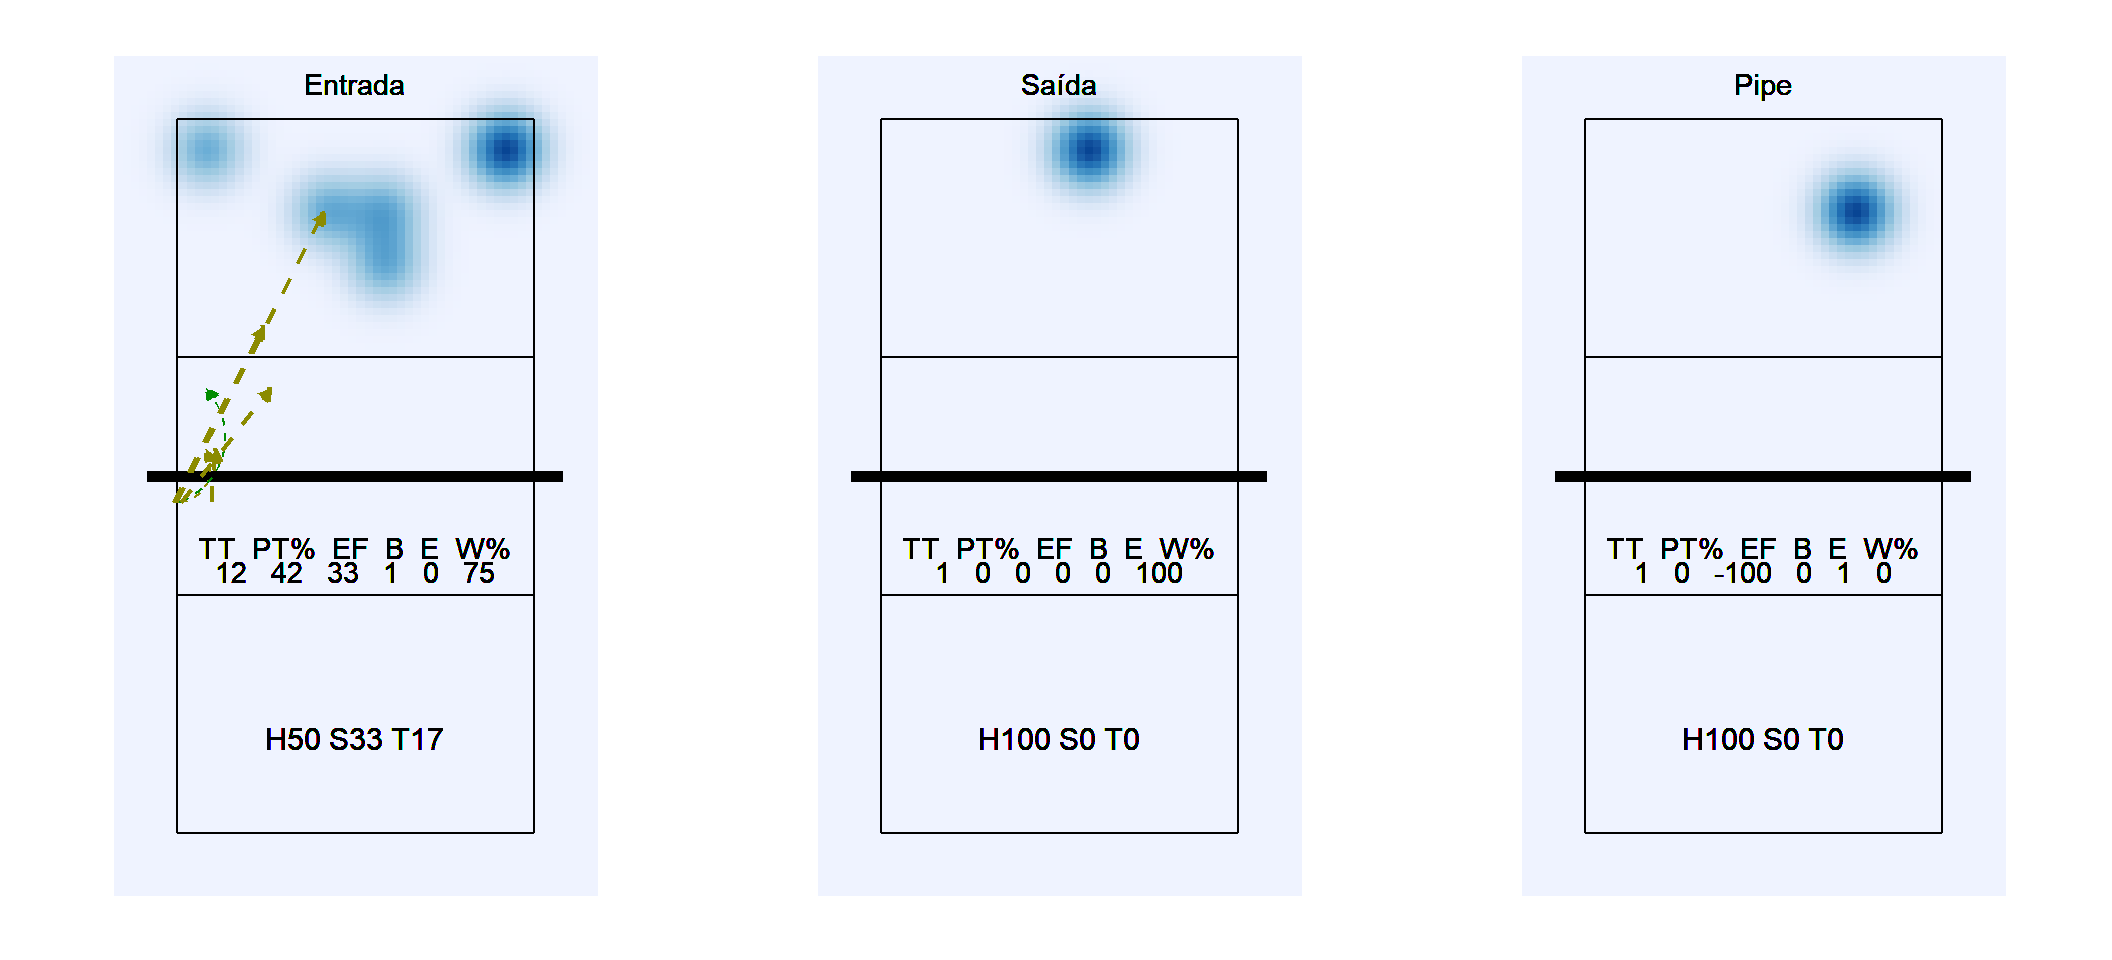 Entrada
TT PT% EF B E W%
12 42 33 1 0 75
H50 S33 T17
Saída
TT PT% EF B E W%
1 0 0 0 0 100
H100 S0 T0
Pipe
TT PT% EF B E W%
1 0 -100 0 1 0
H100 S0 T0